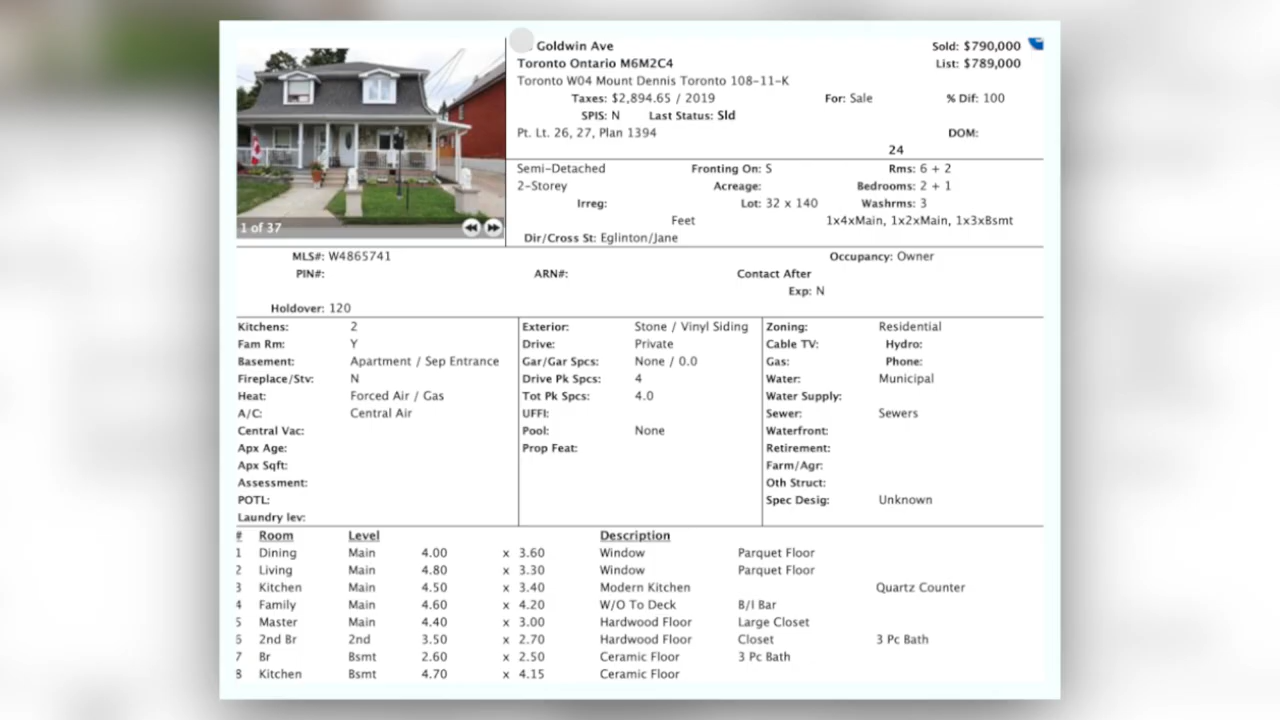 Goldwin Ave Sold: $790,000
Toronto Ontario M6M2C4 List: $789,000
Toronto W04 Mount Dennis Toronto 108-11-K
Taxes: $2,894.65 / 2019 For: Sale % Dif: 100
SPIS: N Last Status: Sld
Pt. Lt. 26, 27, Plan 1394 DOM:
24
Semi-Detached Fronting On: S Rms: 6 + 2
2-Storey Acreage: Bedrooms: 2 + 1
Irreg: Lot: 32 x 140 Washrms: 3
Feet 1x4xMain, 1x2xMain, 1x3xBsmt
1 of 37
Dir/Cross St: Eglinton/Jane
MLS#: W4865741 Occupancy: Owner
PIN#: ARN#: Contact After
Exp: N
Holdover: 120
Kitchens: 2 Exterior: Stone / Vinyl Siding Zoning: Residential
Fam Rm: Y Drive: Private Cable TV: Hydro:
Basement: Apartment / Sep Entrance Gar/Gar Spcs: None / 0.0 Gas: Phone:
Fireplace/Stv: N Drive Pk Spcs: 4 Water: Municipal
Heat: Forced Air / Gas Tot Pk Spcs: 4.0 Water Supply:
A/C: Central Air UFFI: Sewer: Sewers
Central Vac: Pool: None Waterfront:
Apx Age: Prop Feat: Retirement:
Apx Sqft: Farm/Agr:
Assessment: Oth Struct:
POTL: Spec Desig: Unknown
Laundry lev:
# Room Level Description
1 Dining Main 4.00 x 3.60 Window Parquet Floor
2 Living Main 4.80 x 3.30 Window Parquet Floor
3 Kitchen Main 4.50 x 3.40 Modern Kitchen Quartz Counter
4 Family Main 4.60 x 4.20 W/O To Deck B/I Bar
5 Master Main 4.40 x 3.00 Hardwood Floor Large Closet
6 2nd Br 2nd 3.50 x 2.70 Hardwood Floor Closet 3 Pc Bath
7 Br Bsmt 2.60 x 2.50 Ceramic Floor 3 Pc Bath
8 Kitchen Bsmt 4.70 x 4.15 Ceramic Floor